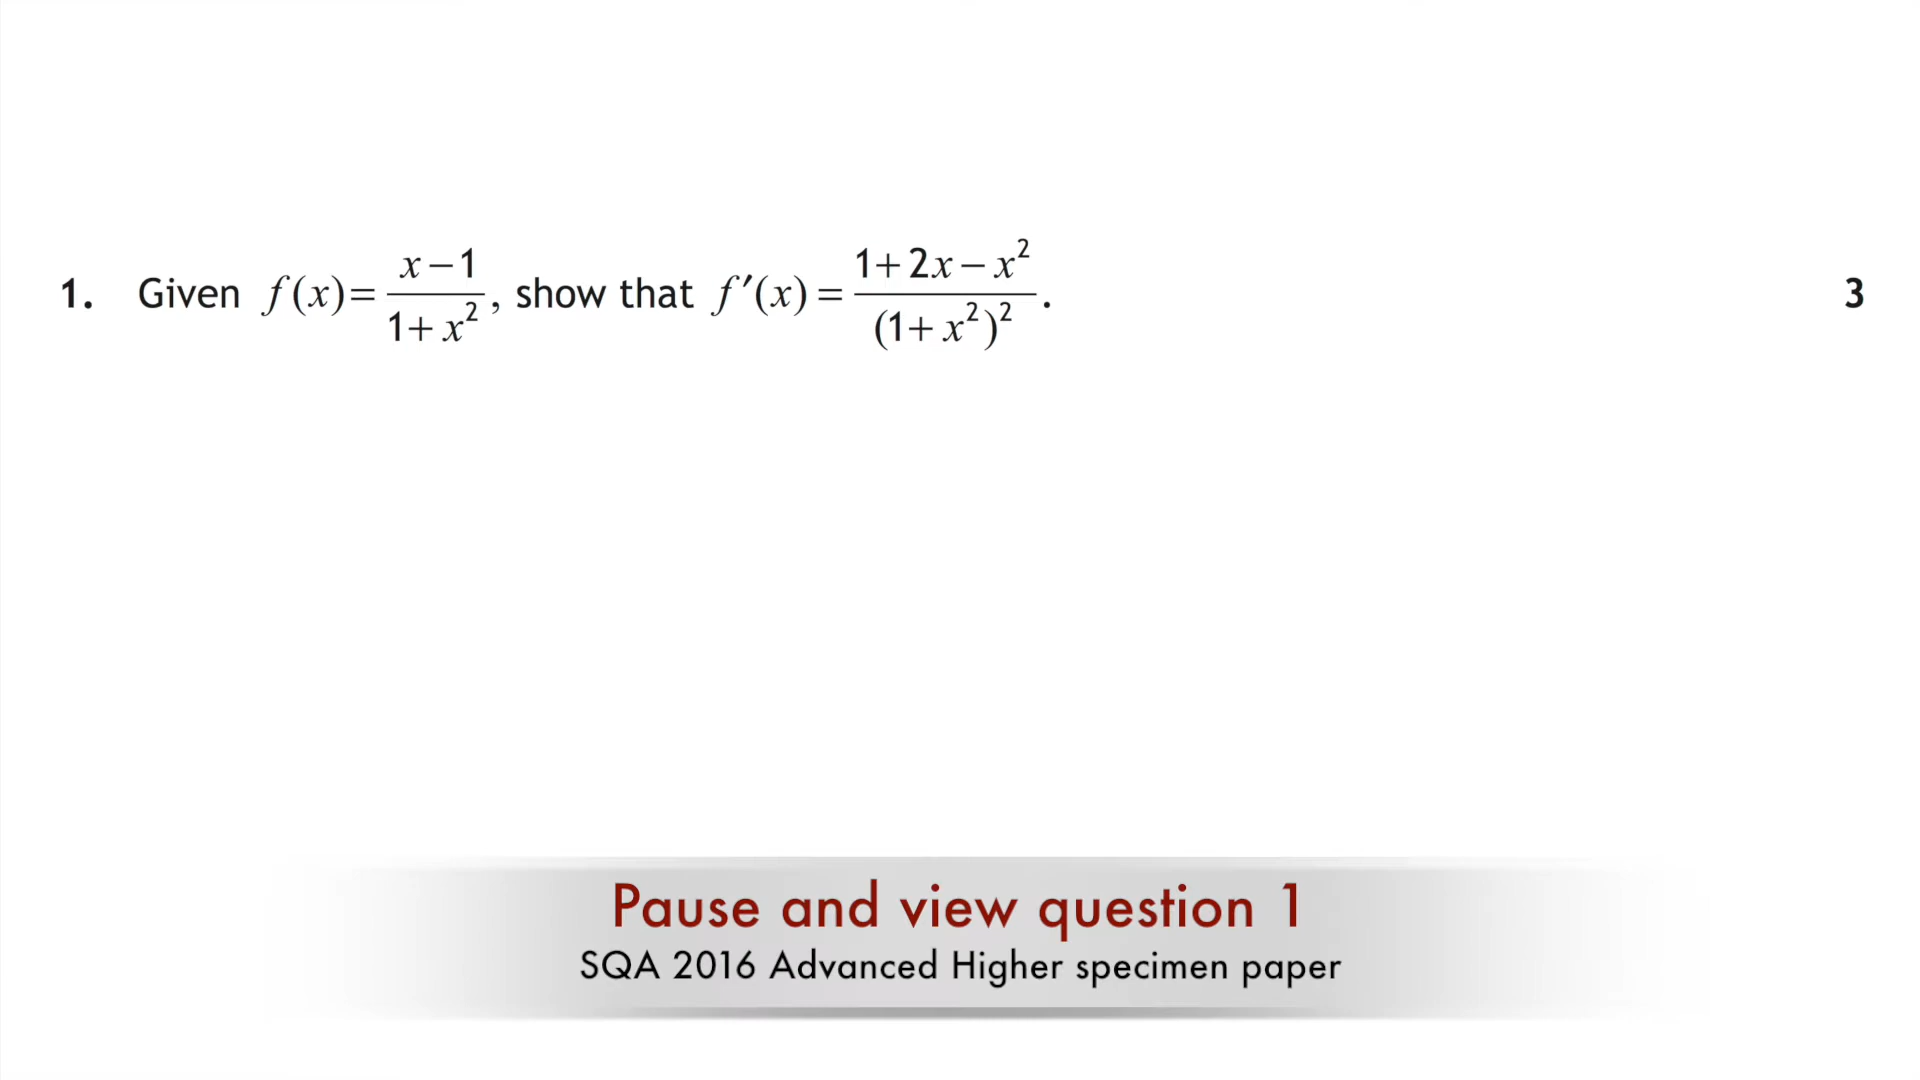 1. Given f(x)= x−1 / 1+x², show that f′(x) = 1+2x−x² / (1+x²)². 3
Pause and view question 1
SQA 2016 Advanced Higher specimen paper